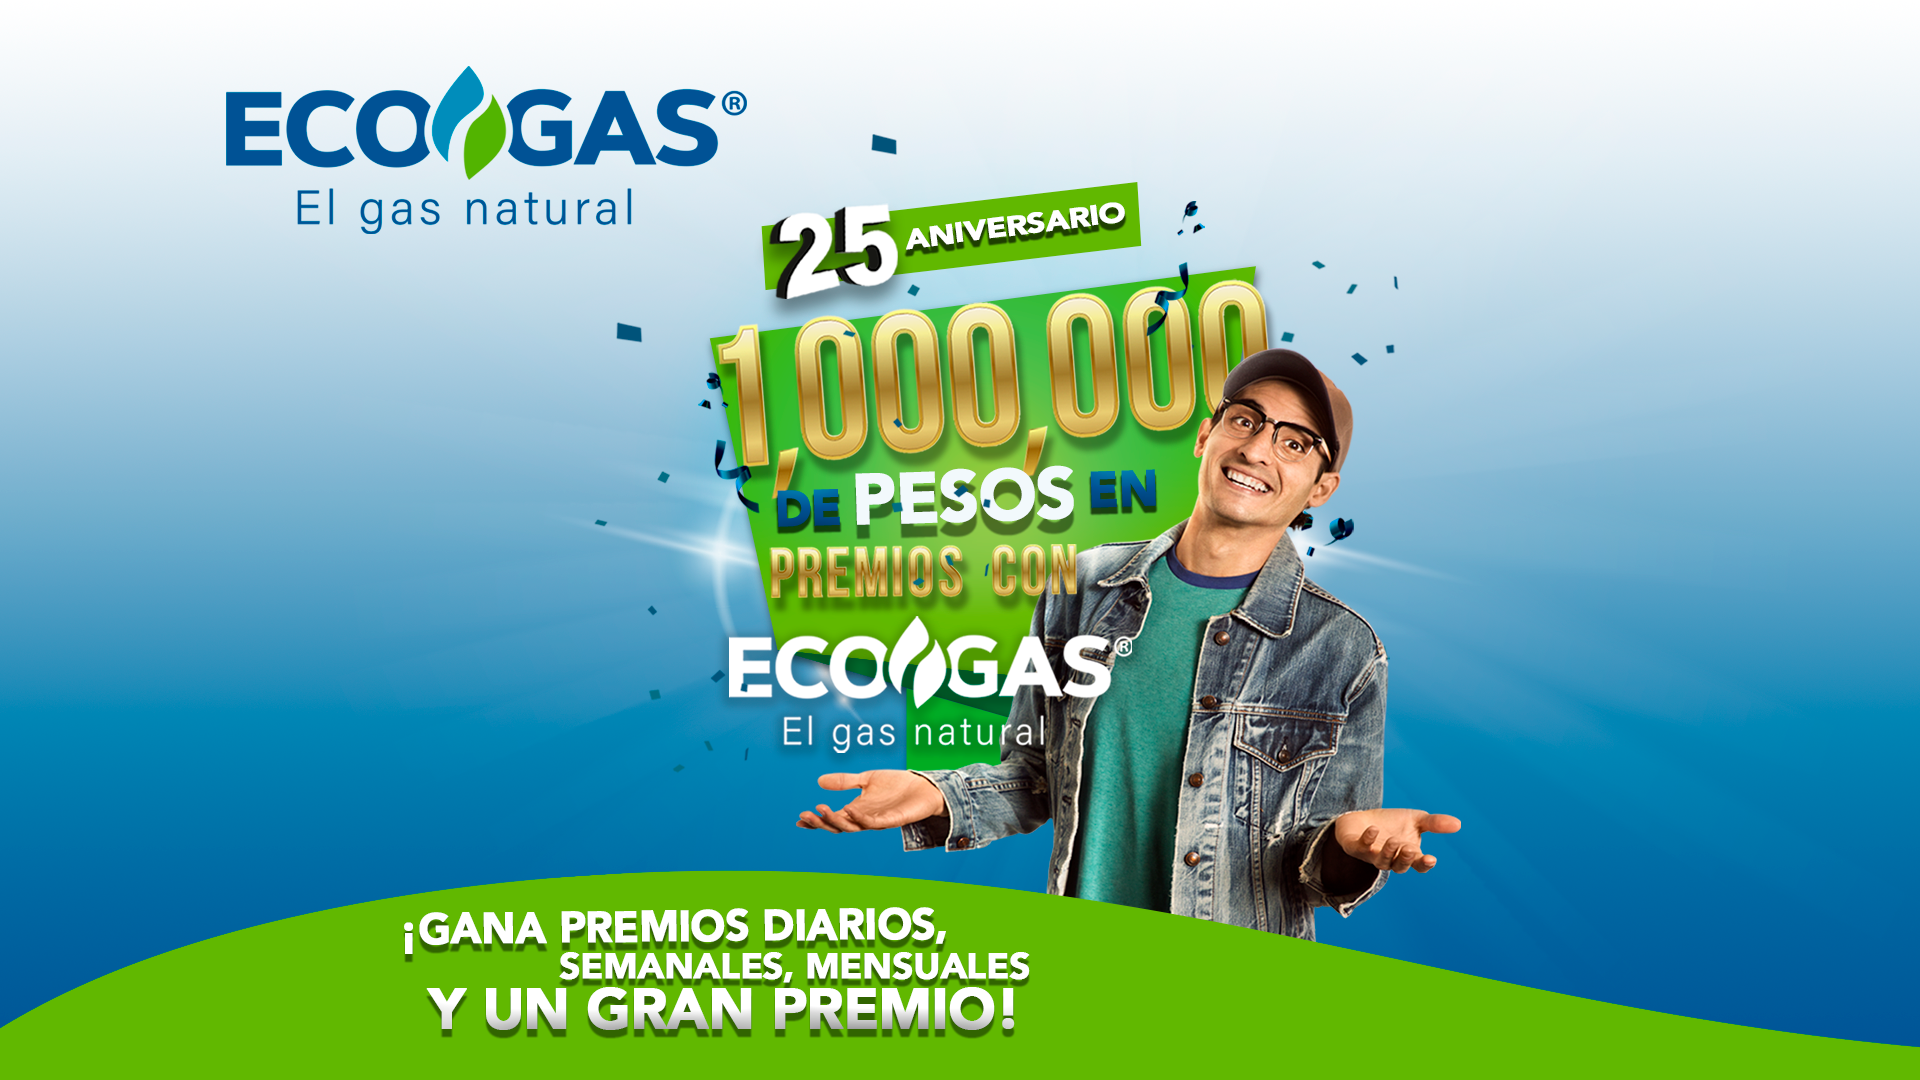 ECOGAS®
El gas natural
25 ANIVERSARIO
1,000,000
DE PESOS EN
PREMIOS CON
ECOGAS®
El gas natural
¡GANA PREMIOS DIARIOS,
SEMANALES, MENSUALES
Y UN GRAN PREMIO!